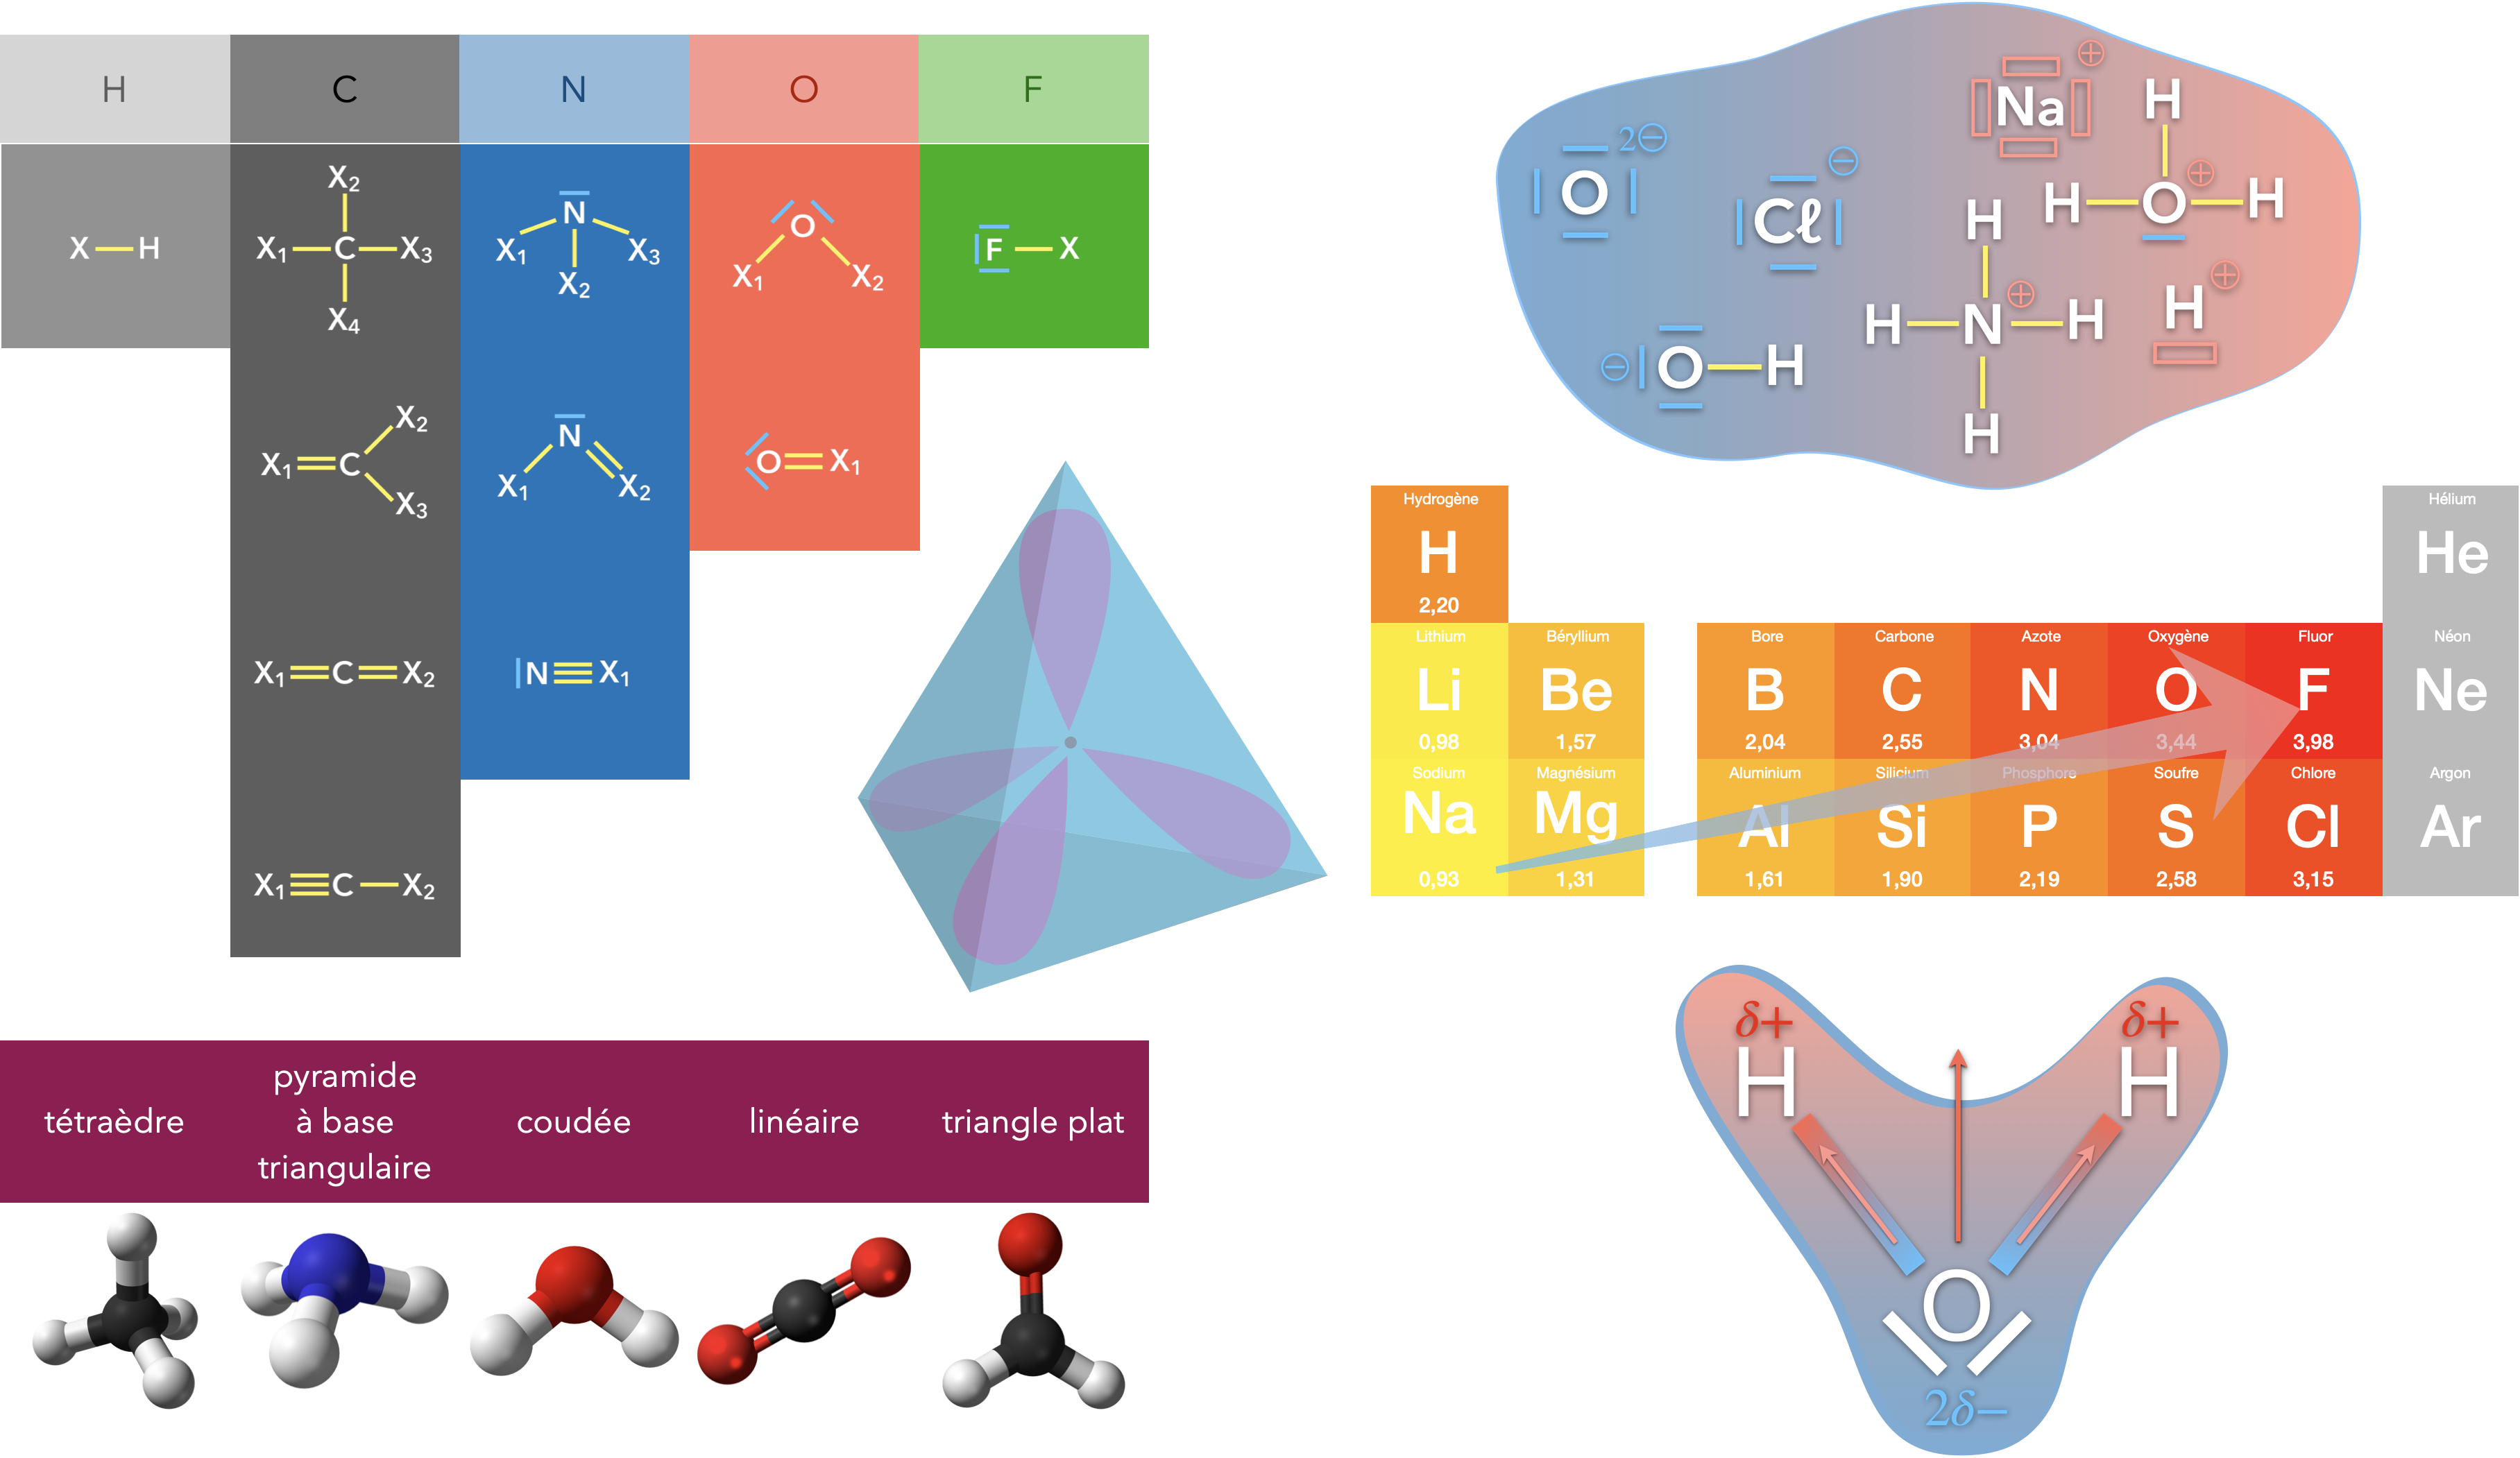 H C N O F
X—H
X₂
X₁—C—X₃
X₄
N
X₁ X₃
X₂
O
X₁ X₂
F—X
X₂
X₁=C
X₃
N
X₁ X₂
O=X₁
X₁=C=X₂
|N≡X₁
X₁≡C—X₂
tétraèdre
pyramide
à base
triangulaire
coudée
linéaire
triangle plat
O 2⊖
Cℓ ⊖
⊖ O—H
Na ⊕
H
H—O—H
⊕
H
H—N—H
⊕
H
H ⊕
Hydrogène
H
2,20
Hélium
He
Lithium
Li
0,98
Béryllium
Be
1,57
Bore
B
2,04
Carbone
C
2,55
Azote
N
3,04
Oxygène
O
3,44
Fluor
F
3,98
Néon
Ne
Sodium
Na
0,93
Magnésium
Mg
1,31
Aluminium
Al
1,61
Silicium
Si
1,90
Phosphore
P
2,19
Soufre
S
2,58
Chlore
Cl
3,15
Argon
Ar
δ+ δ+
H H
O
2δ−